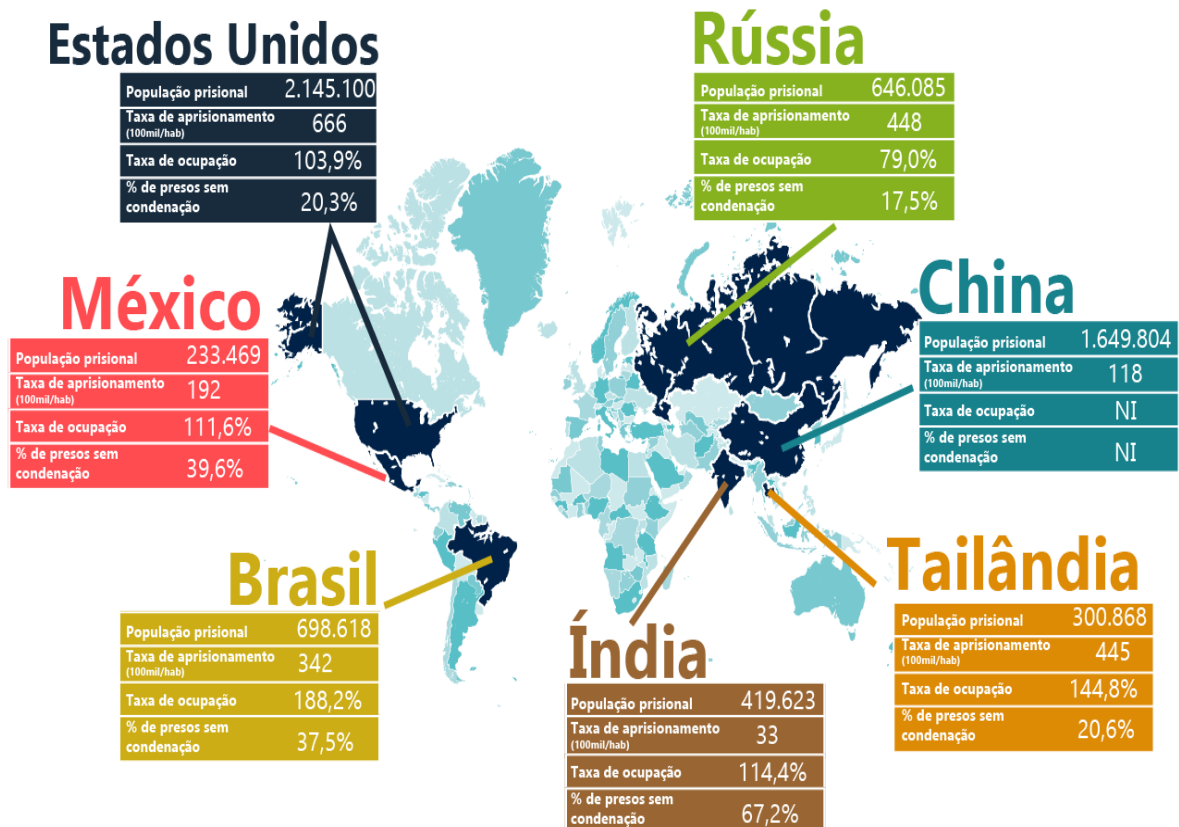 Estados Unidos
População prisional 2.145.100
Taxa de aprisionamento
(100mil/hab) 666
Taxa de ocupação 103,9%
% de presos sem
condenação 20,3%
Rússia
População prisional 646.085
Taxa de aprisionamento
(100mil/hab) 448
Taxa de ocupação 79,0%
% de presos sem
condenação 17,5%
México
População prisional 233.469
Taxa de aprisionamento
(100mil/hab) 192
Taxa de ocupação 111,6%
% de presos sem
condenação 39,6%
China
População prisional 1.649.804
Taxa de aprisionamento
(100mil/hab) 118
Taxa de ocupação NI
% de presos sem
condenação NI
Brasil
População prisional 698.618
Taxa de aprisionamento
(100mil/hab) 342
Taxa de ocupação 188,2%
% de presos sem
condenação 37,5%
Índia
População prisional 419.623
Taxa de aprisionamento
(100mil/hab) 33
Taxa de ocupação 114,4%
% de presos sem
condenação 67,2%
Tailândia
População prisional 300.868
Taxa de aprisionamento
(100mil/hab) 445
Taxa de ocupação 144,8%
% de presos sem
condenação 20,6%